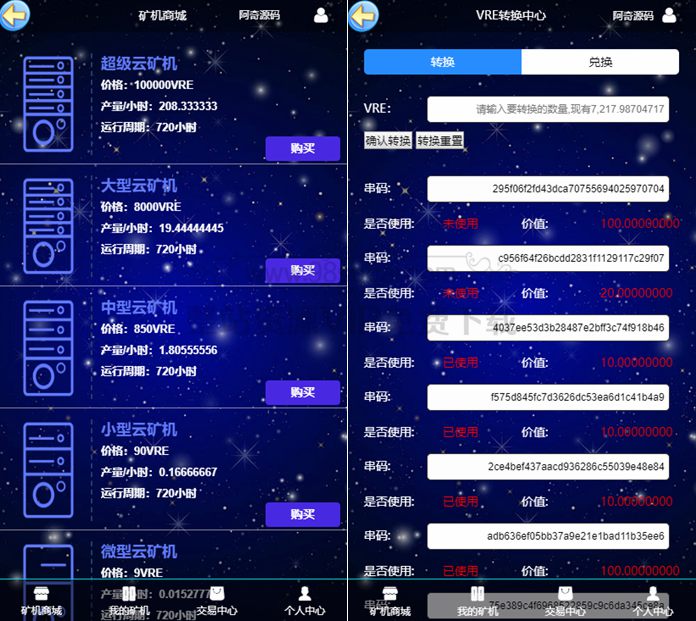 矿机商城
阿奇源码
超级云矿机
价格：100000VRE
产量/小时：208.333333
运行周期：720小时
购买
大型云矿机
价格：8000VRE
产量/小时：19.44444445
运行周期：720小时
购买
中型云矿机
价格：850VRE
产量/小时：1.80555556
运行周期：720小时
购买
小型云矿机
价格：90VRE
产量/小时：0.16666667
运行周期：720小时
购买
微型云矿机
价格：9VRE
产量/小时：0.0152777
运行周期：720小时
矿机商城
我的矿机
交易中心
个人中心
VRE转换中心
阿奇源码
转换
兑换
VRE：
请输入要转换的数量,现有7,217.98704717
确认转换
转换重置
串码:
295f06f2fd43dca70755694025970704
是否使用:
未使用
价值:
100.00000000
串码:
c956f64f26bcdd2831f1129117c29f07
是否使用:
未使用
价值:
20.00000000
串码:
4037ee53d3b28487e2bff3c74f918b46
是否使用:
已使用
价值:
10.00000000
串码:
f575d845fc7d3626dc53ea6d1c41b4a9
是否使用:
已使用
价值:
10.00000000
串码:
2ce4bef437aacd936286c55039e48e84
是否使用:
已使用
价值:
10.00000000
串码:
adb636ef05bb37a9e21e1bad11b35ee6
是否使用:
已使用
价值:
100.00000000
串码:
矿机商城
我的矿机
交易中心
个人中心